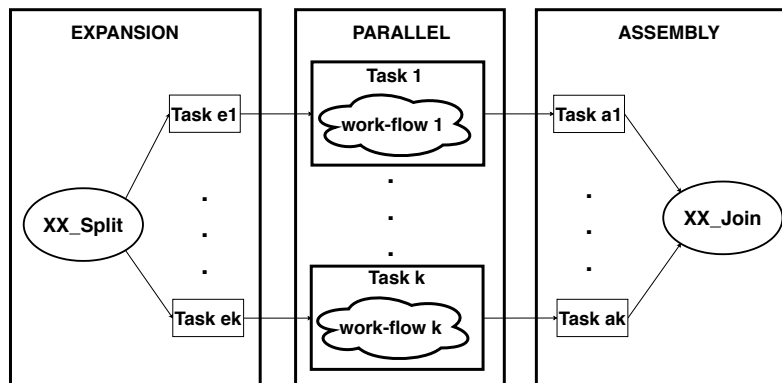 EXPANSION
PARALLEL
ASSEMBLY
Task 1
Task e1
work-flow 1
Task a1
XX_Split
XX_Join
Task k
Task ek
work-flow k
Task ak